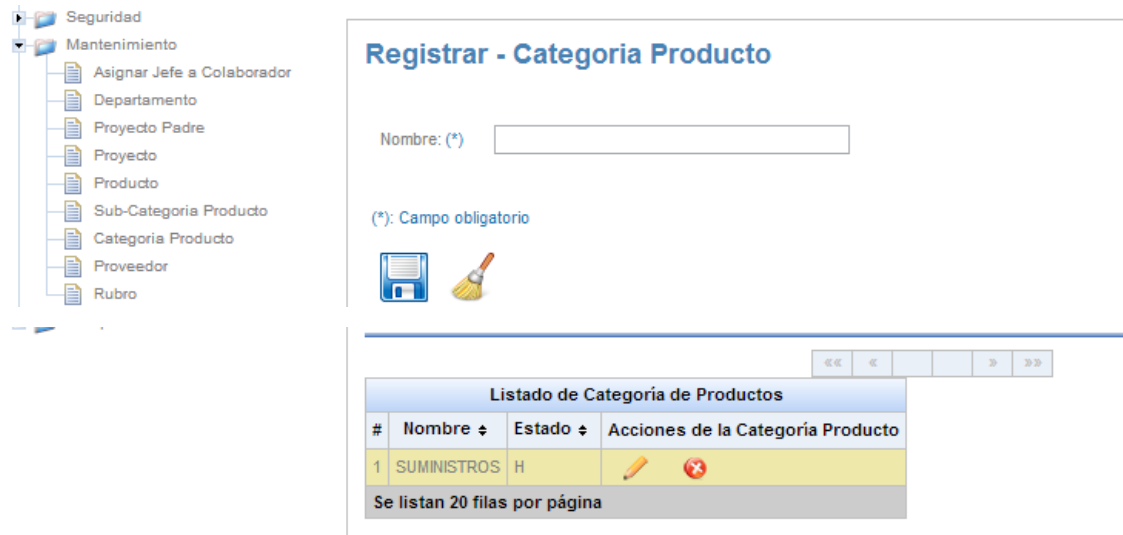 Seguridad
Mantenimiento
Asignar Jefe a Colaborador
Departamento
Proyecto Padre
Proyecto
Producto
Sub-Categoria Producto
Categoria Producto
Proveedor
Rubro
Registrar - Categoria Producto
Nombre: (*)
(*): Campo obligatorio
«« « » »»
Listado de Categoría de Productos
# Nombre Estado Acciones de la Categoría Producto
1 SUMINISTROS H
Se listan 20 filas por página